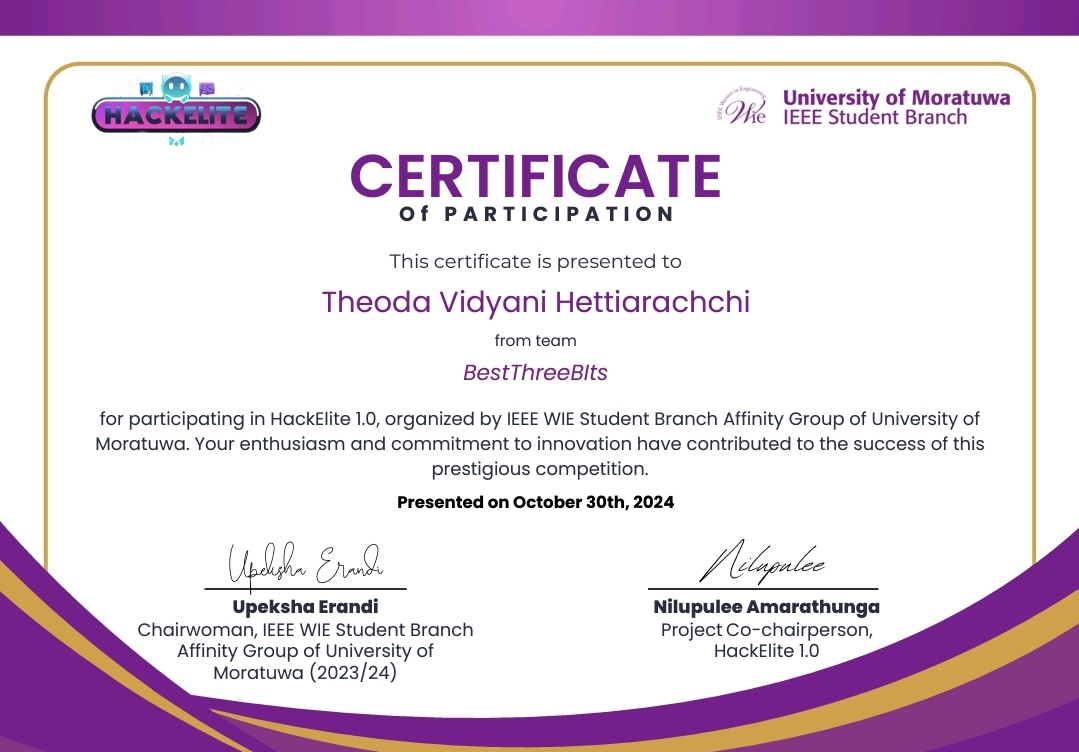 HACKELITE
IEEE Women in Engineering
WIE
University of Moratuwa
IEEE Student Branch
CERTIFICATE
Of PARTICIPATION
This certificate is presented to
Theoda Vidyani Hettiarachchi
from team
BestThreeBIts
for participating in HackElite 1.0, organized by IEEE WIE Student Branch Affinity Group of University of
Moratuwa. Your enthusiasm and commitment to innovation have contributed to the success of this
prestigious competition.
Presented on October 30th, 2024
Upeksha Erandi
Upeksha Erandi
Chairwoman, IEEE WIE Student Branch
Affinity Group of University of
Moratuwa (2023/24)
Nilupulee
Nilupulee Amarathunga
Project Co-chairperson,
HackElite 1.0